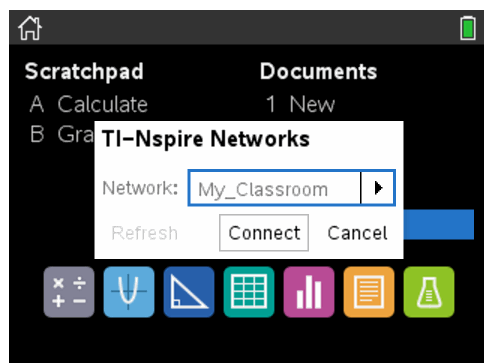 Scratchpad Documents
A Calculate 1 New
B Gra
TI-Nspire Networks
Network: My_Classroom
Refresh Connect Cancel